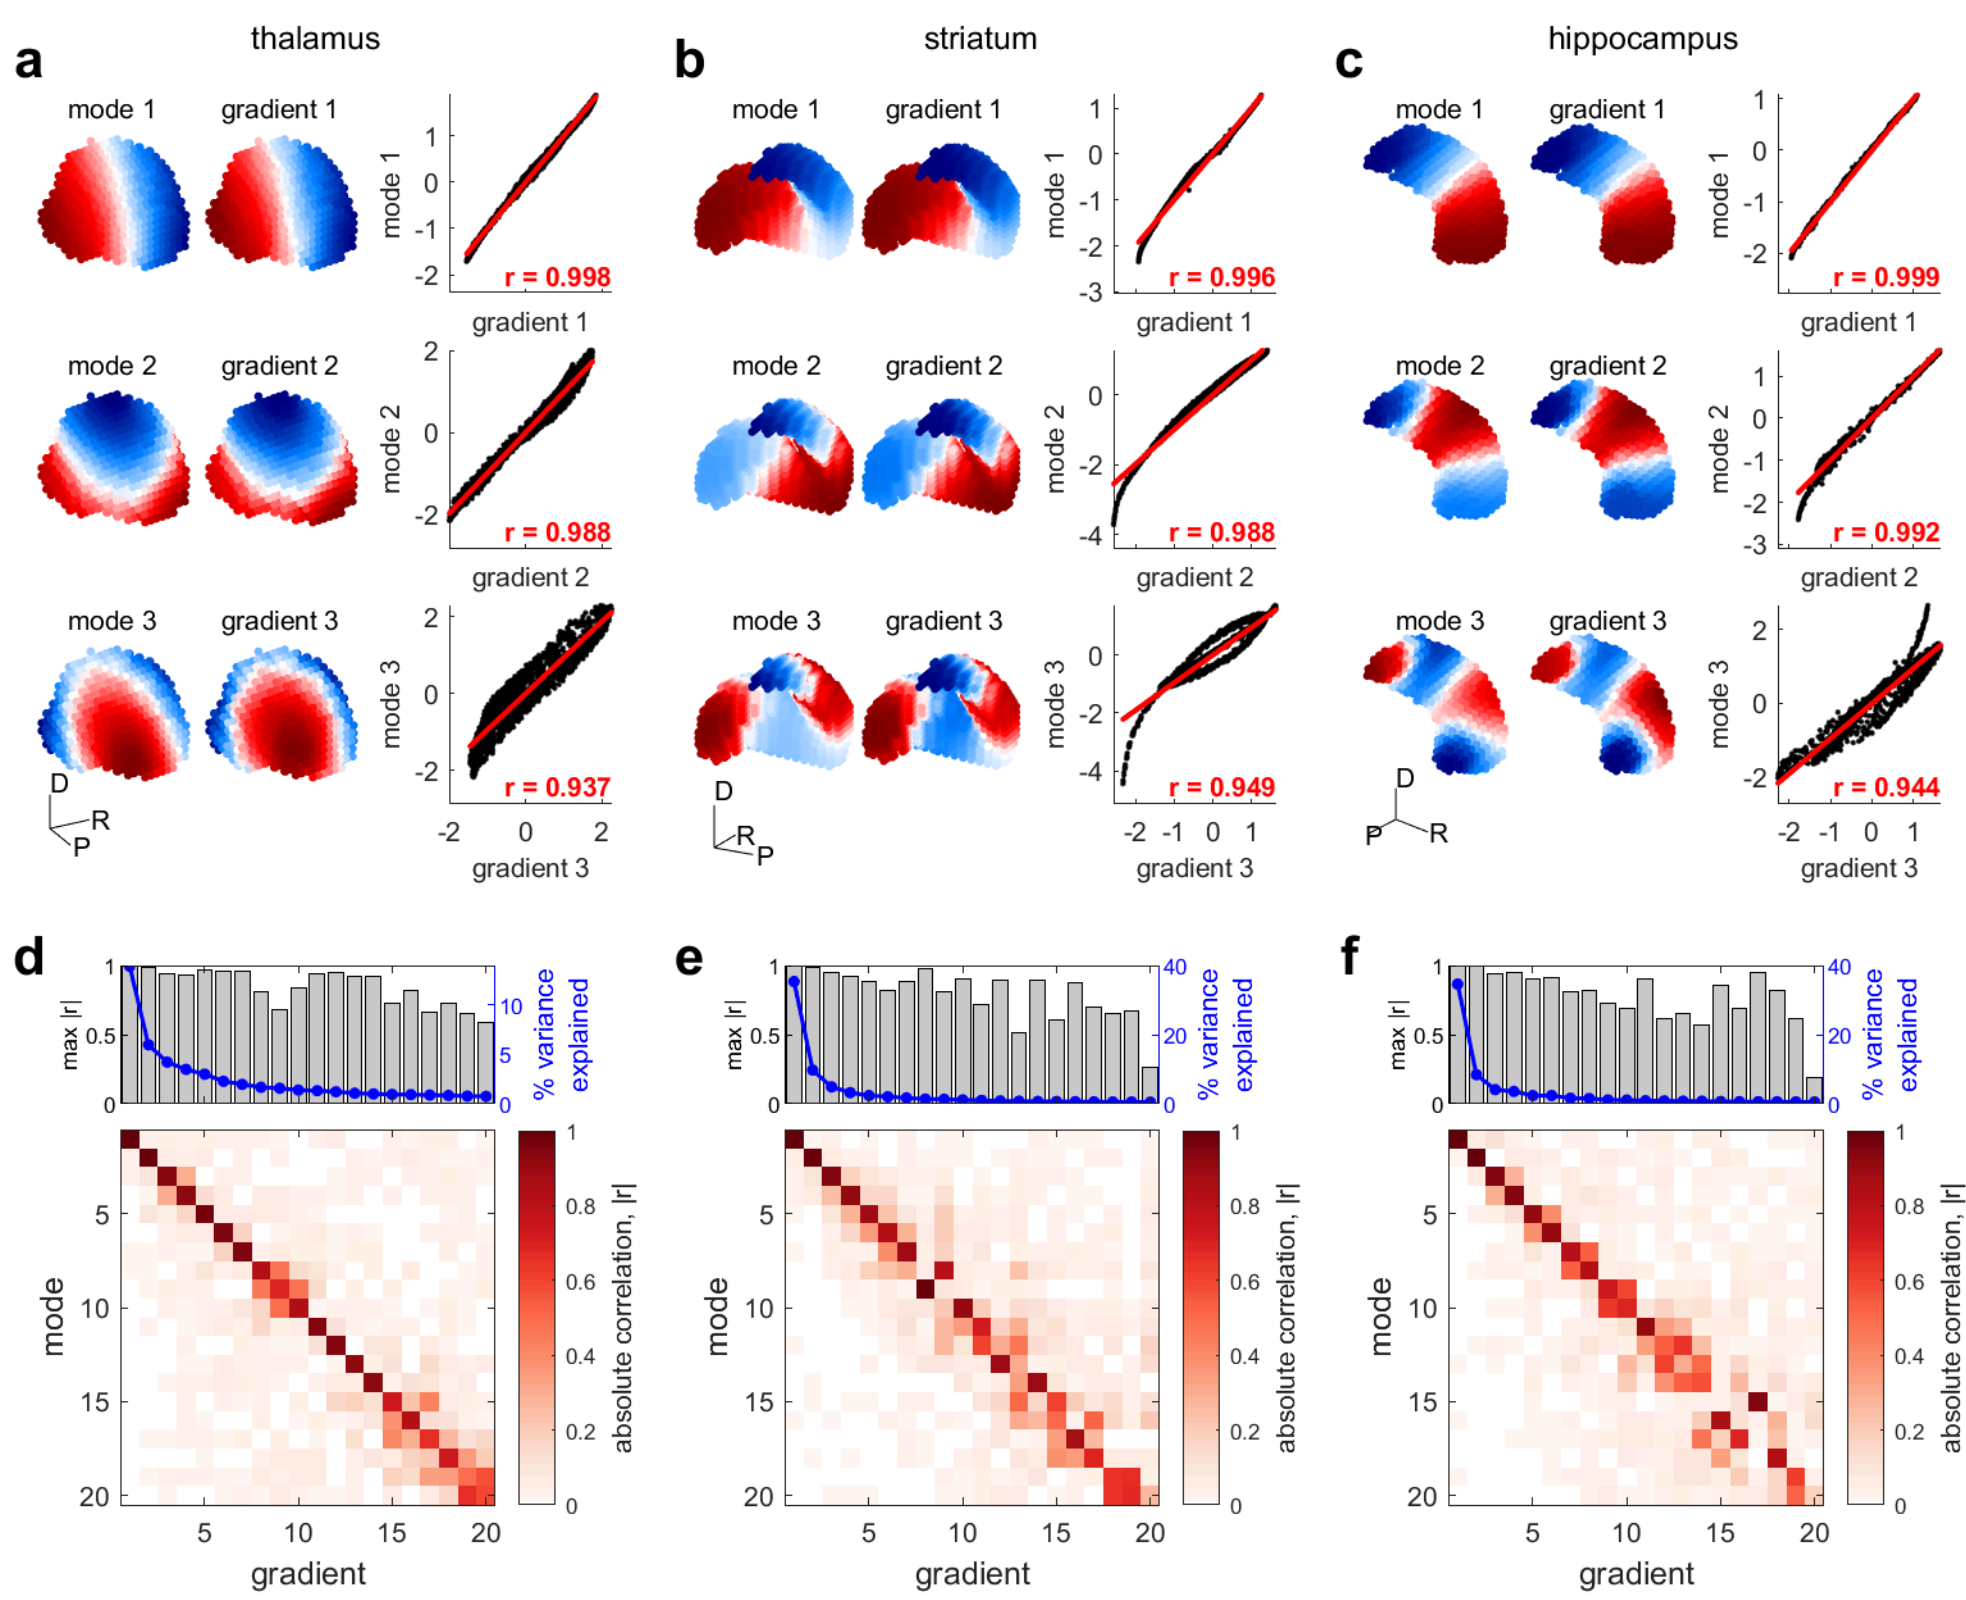 thalamus
striatum
hippocampus
a
b
c
mode 1
gradient 1
mode 1
1
0
-1
-2
r = 0.998
gradient 1
mode 1
gradient 1
mode 1
1
0
-1
-2
-3
r = 0.996
gradient 1
mode 1
gradient 1
mode 1
1
0
-1
-2
r = 0.999
gradient 1
mode 2
gradient 2
mode 2
2
0
-2
r = 0.988
gradient 2
mode 2
gradient 2
mode 2
0
-2
-4
r = 0.988
gradient 2
mode 2
gradient 2
mode 2
1
0
-1
-2
-3
r = 0.992
gradient 2
mode 3
gradient 3
mode 3
2
0
-2
r = 0.937
-2 0 2
gradient 3
D
R
P
mode 3
gradient 3
mode 3
0
-2
-4
r = 0.949
-2 -1 0 1
gradient 3
D
R
P
mode 3
gradient 3
mode 3
2
0
-2
r = 0.944
-2 -1 0 1
gradient 3
D
P
R
d
max |r|
1
0.5
0
10
5
0
% variance
explained
mode
5
10
15
20
5 10 15 20
gradient
1
0.8
0.6
0.4
0.2
0
absolute correlation, |r|
e
max |r|
1
0.5
0
40
20
0
% variance
explained
mode
5
10
15
20
5 10 15 20
gradient
1
0.8
0.6
0.4
0.2
0
absolute correlation, |r|
f
max |r|
1
0.5
0
40
20
0
% variance
explained
mode
5
10
15
20
5 10 15 20
gradient
1
0.8
0.6
0.4
0.2
0
absolute correlation, |r|